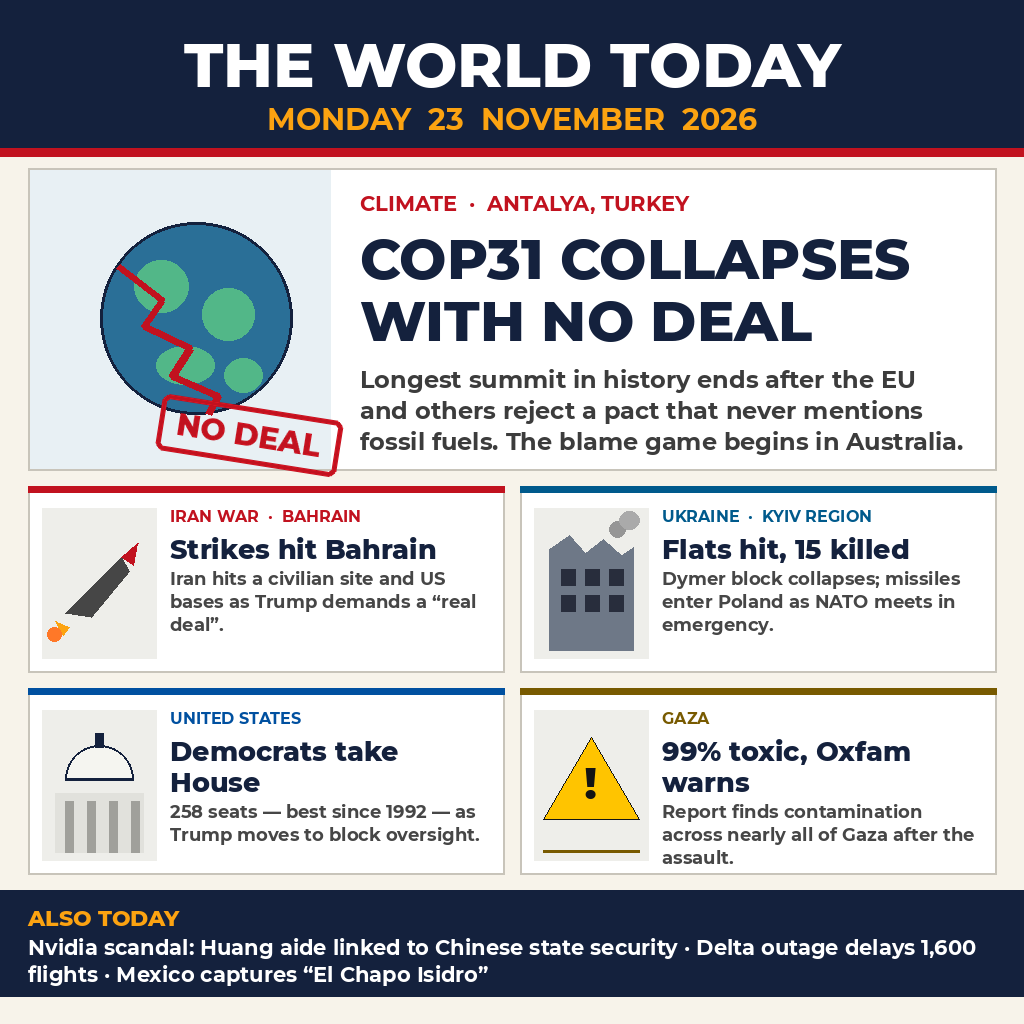 THE WORLD TODAY
MONDAY 23 NOVEMBER 2026
CLIMATE · ANTALYA, TURKEY
COP31 COLLAPSES
WITH NO DEAL
Longest summit in history ends after the EU
and others reject a pact that never mentions
fossil fuels. The blame game begins in Australia.
NO DEAL
IRAN WAR · BAHRAIN
Strikes hit Bahrain
Iran hits a civilian site and US
bases as Trump demands a “real
deal”.
UKRAINE · KYIV REGION
Flats hit, 15 killed
Dymer block collapses; missiles
enter Poland as NATO meets in
emergency.
UNITED STATES
Democrats take
House
258 seats — best since 1992 — as
Trump moves to block oversight.
GAZA
99% toxic, Oxfam
warns
Report finds contamination
across nearly all of Gaza after the
assault.
!
ALSO TODAY
Nvidia scandal: Huang aide linked to Chinese state security · Delta outage delays 1,600
flights · Mexico captures “El Chapo Isidro”